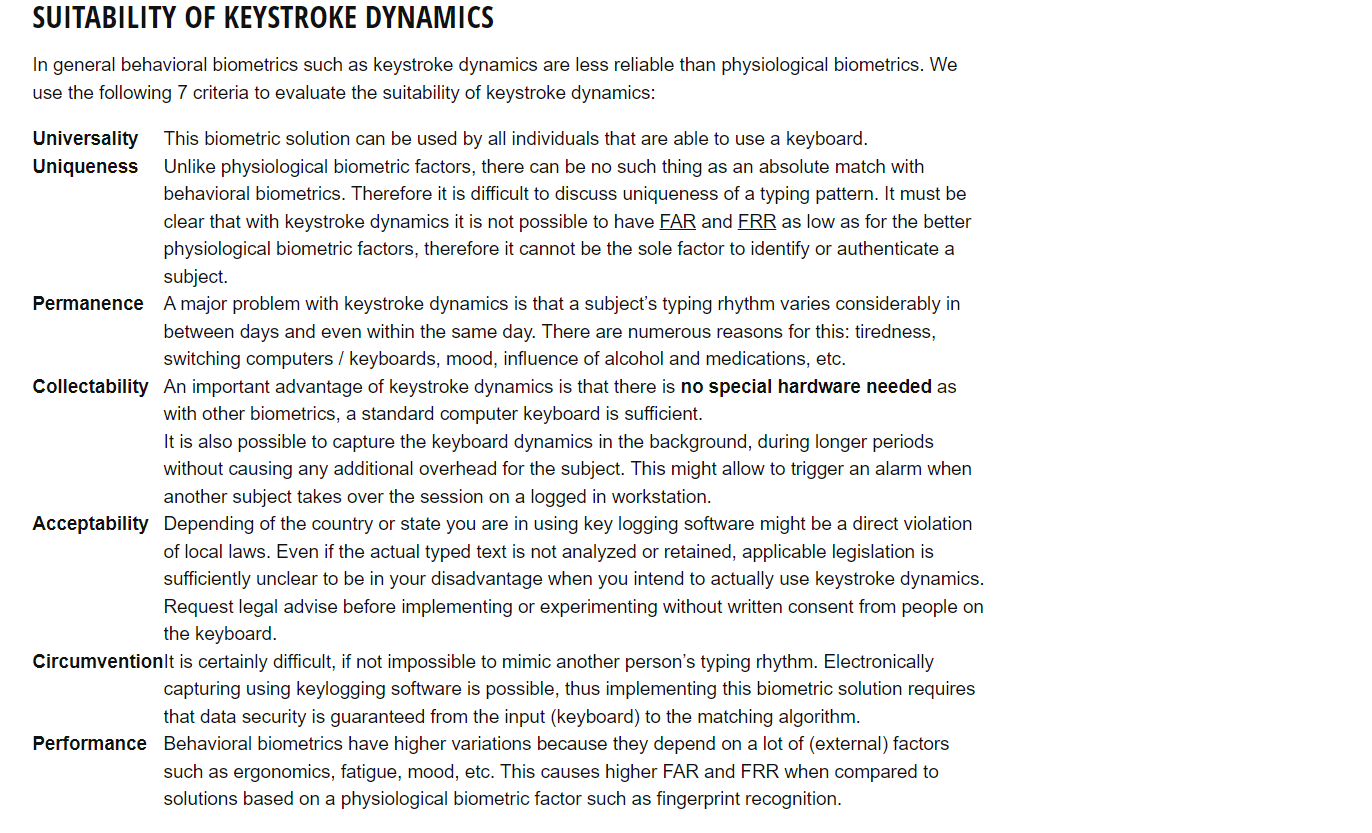 SUITABILITY OF KEYSTROKE DYNAMICS
In general behavioral biometrics such as keystroke dynamics are less reliable than physiological biometrics. We
use the following 7 criteria to evaluate the suitability of keystroke dynamics:
Universality This biometric solution can be used by all individuals that are able to use a keyboard.
Uniqueness Unlike physiological biometric factors, there can be no such thing as an absolute match with
behavioral biometrics. Therefore it is difficult to discuss uniqueness of a typing pattern. It must be
clear that with keystroke dynamics it is not possible to have FAR and FRR as low as for the better
physiological biometric factors, therefore it cannot be the sole factor to identify or authenticate a
subject.
Permanence A major problem with keystroke dynamics is that a subject’s typing rhythm varies considerably in
between days and even within the same day. There are numerous reasons for this: tiredness,
switching computers / keyboards, mood, influence of alcohol and medications, etc.
Collectability An important advantage of keystroke dynamics is that there is no special hardware needed as
with other biometrics, a standard computer keyboard is sufficient.
It is also possible to capture the keyboard dynamics in the background, during longer periods
without causing any additional overhead for the subject. This might allow to trigger an alarm when
another subject takes over the session on a logged in workstation.
Acceptability Depending of the country or state you are in using key logging software might be a direct violation
of local laws. Even if the actual typed text is not analyzed or retained, applicable legislation is
sufficiently unclear to be in your disadvantage when you intend to actually use keystroke dynamics.
Request legal advise before implementing or experimenting without written consent from people on
the keyboard.
Circumvention It is certainly difficult, if not impossible to mimic another person’s typing rhythm. Electronically
capturing using keylogging software is possible, thus implementing this biometric solution requires
that data security is guaranteed from the input (keyboard) to the matching algorithm.
Performance Behavioral biometrics have higher variations because they depend on a lot of (external) factors
such as ergonomics, fatigue, mood, etc. This causes higher FAR and FRR when compared to
solutions based on a physiological biometric factor such as fingerprint recognition.